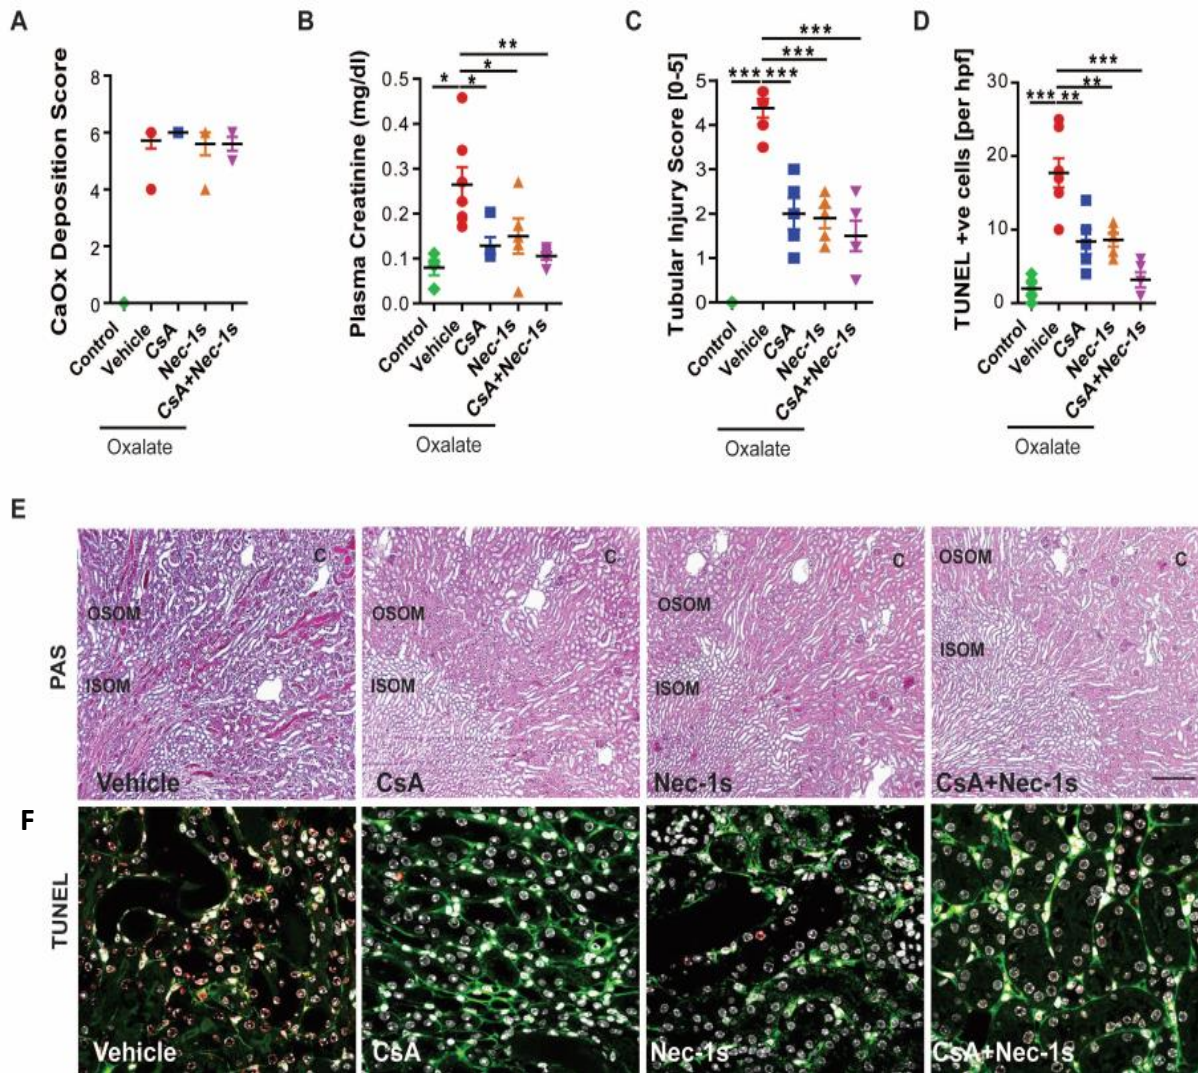 A
CaOx Deposition Score
8
6
4
2
0
Control
Vehicle
CsA
Nec-1s
CsA+Nec-1s
Oxalate
B
Plasma Creatinine (mg/dl)
**
*
* *
0.5
0.4
0.3
0.2
0.1
0.0
Control
Vehicle
CsA
Nec-1s
CsA+Nec-1s
Oxalate
C
Tubular Injury Score [0-5]
***
***
*** ***
5
4
3
2
1
0
Control
Vehicle
CsA
Nec-1s
CsA+Nec-1s
Oxalate
D
TUNEL +ve cells [per hpf]
***
**
*** **
30
20
10
0
Control
Vehicle
CsA
Nec-1s
CsA+Nec-1s
Oxalate
E
PAS
C
OSOM
ISOM
Vehicle
C
OSOM
ISOM
CsA
C
OSOM
ISOM
Nec-1s
OSOM
C
ISOM
CsA+Nec-1s
F
TUNEL
Vehicle
CsA
Nec-1s
CsA+Nec-1s